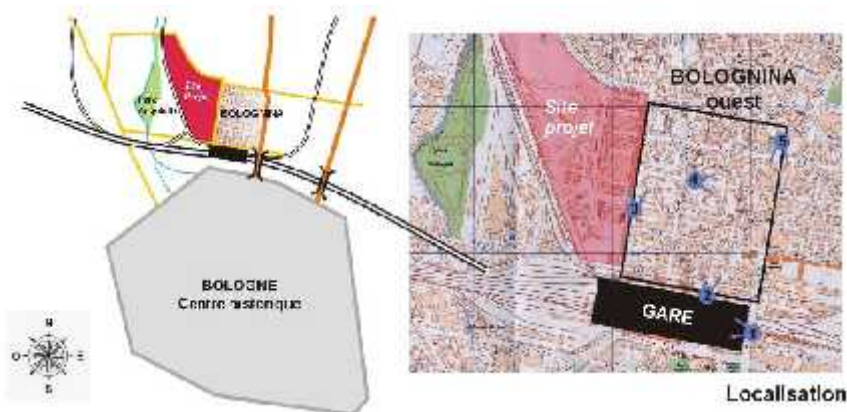 Site
projet
BOLOGNINA
BOLOGNE
Centre historique
N
O
E
S
BOLOGNINA
ouest
Site
projet
GARE
Localisation